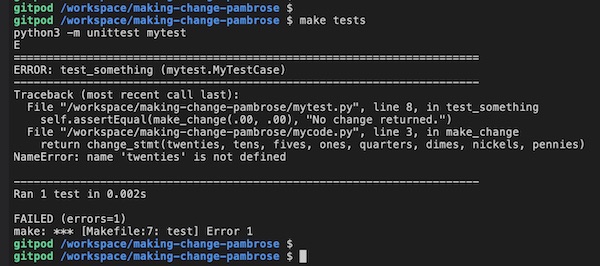 gitpod /workspace/making-change-pambrose $
gitpod /workspace/making-change-pambrose $ make tests
python3 -m unittest mytest
E
======================================================================
ERROR: test_something (mytest.MyTestCase)
----------------------------------------------------------------------
Traceback (most recent call last):
  File "/workspace/making-change-pambrose/mytest.py", line 8, in test_something
    self.assertEqual(make_change(.00, .00), "No change returned.")
  File "/workspace/making-change-pambrose/mycode.py", line 3, in make_change
    return change_stmt(twenties, tens, fives, ones, quarters, dimes, nickels, pennies)
NameError: name 'twenties' is not defined

----------------------------------------------------------------------
Ran 1 test in 0.002s

FAILED (errors=1)
make: *** [Makefile:7: test] Error 1
gitpod /workspace/making-change-pambrose $
gitpod /workspace/making-change-pambrose $